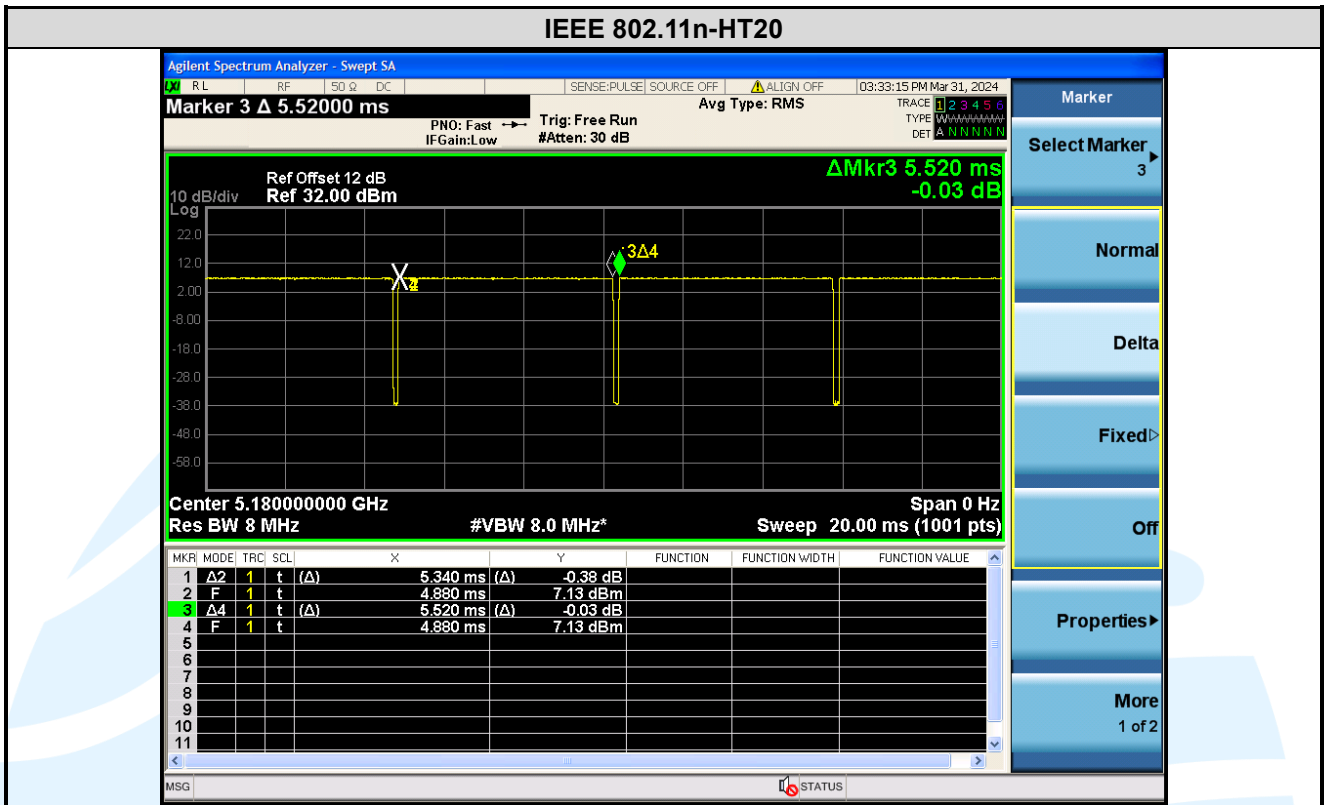 IEEE 802.11n-HT20
Agilent Spectrum Analyzer - Swept SA
LXI RL RF 50 Ω DC SENSE:PULSE SOURCE OFF ALIGN OFF 03:33:15 PM Mar 31, 2024
Marker 3 Δ 5.52000 ms
PNO: Fast
IFGain:Low
Trig: Free Run
#Atten: 30 dB
Avg Type: RMS
TRACE 1 2 3 4 5 6
TYPE WWWWWW
DET A N N N N N
ΔMkr3 5.520 ms
-0.03 dB
Ref Offset 12 dB
10 dB/div Ref 32.00 dBm
Log
22.0
12.0
2.00
-8.00
-18.0
-28.0
-38.0
-48.0
-58.0
3Δ4
Center 5.180000000 GHz Span 0 Hz
Res BW 8 MHz #VBW 8.0 MHz* Sweep 20.00 ms (1001 pts)
MKR MODE TRC SCL X Y FUNCTION FUNCTION WIDTH FUNCTION VALUE
1 Δ2 1 t (Δ) 5.340 ms (Δ) -0.38 dB
2 F 1 t 4.880 ms 7.13 dBm
3 Δ4 1 t (Δ) 5.520 ms (Δ) -0.03 dB
4 F 1 t 4.880 ms 7.13 dBm
5
6
7
8
9
10
11
MSG STATUS
Marker
Select Marker
3
Normal
Delta
Fixed
Off
Properties
More
1 of 2